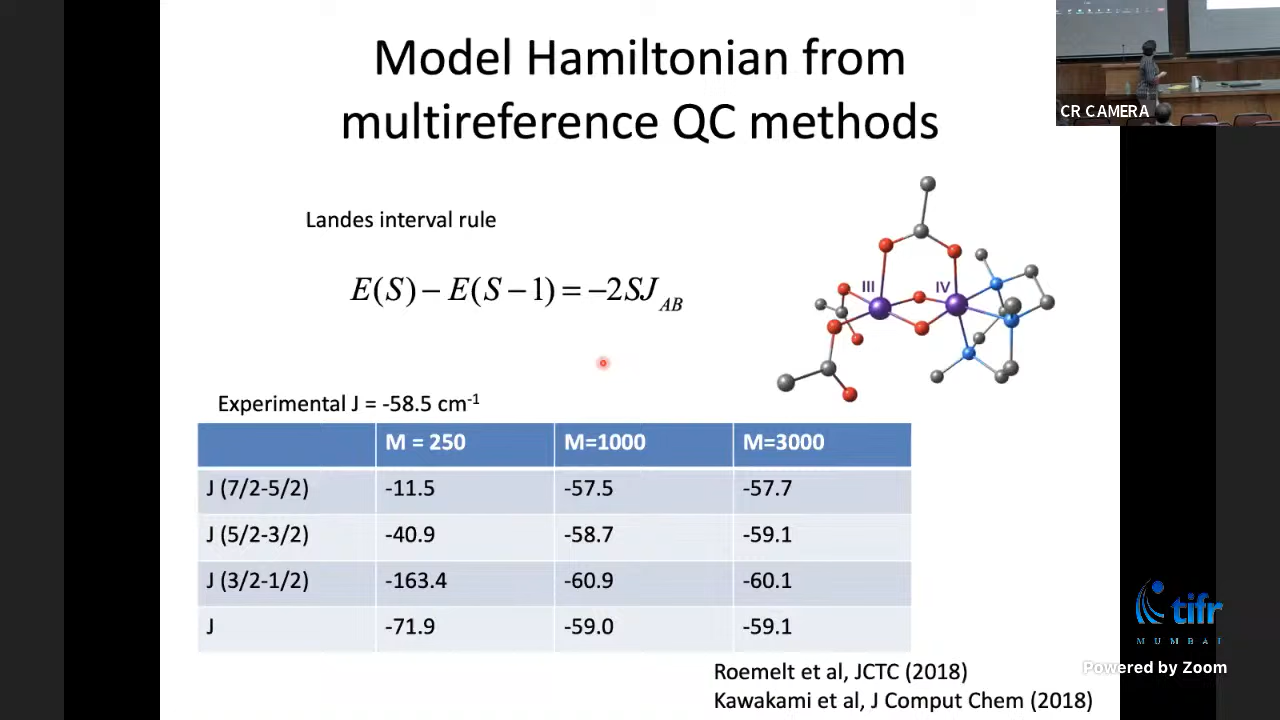 Model Hamiltonian from
multireference QC methods
CR CAMERA
Landes interval rule
E(S) – E(S – 1) = –2SJ_AB
III IV
Experimental J = -58.5 cm⁻¹
M = 250 M=1000 M=3000
J (7/2-5/2) -11.5 -57.5 -57.7
J (5/2-3/2) -40.9 -58.7 -59.1
J (3/2-1/2) -163.4 -60.9 -60.1
J -71.9 -59.0 -59.1
Roemelt et al, JCTC (2018)
Kawakami et al, J Comput Chem (2018)
tifr
MUMBAI
Powered by Zoom